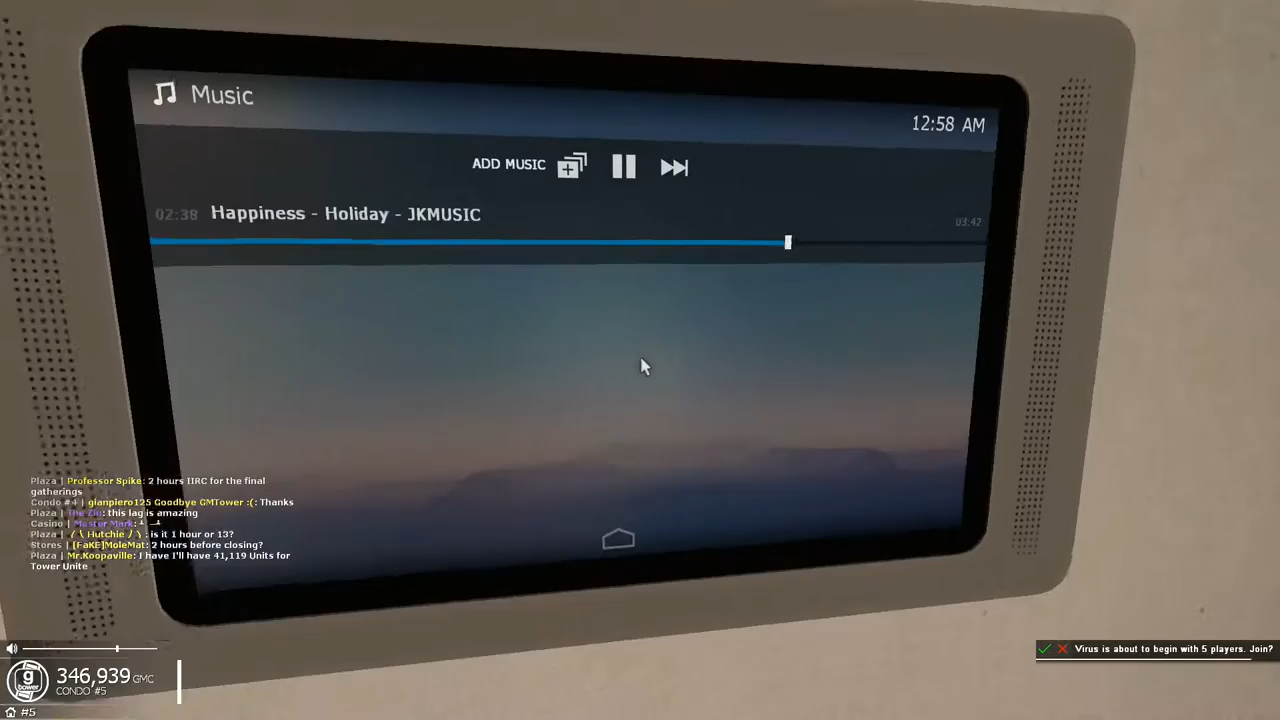 Music
12:58 AM
ADD MUSIC
02:38 Happiness - Holiday - JKMUSIC 03:42
Plaza | Professor Spike: 2 hours IIRC for the final
gatherings
Condo #4 | gianpiero125 Goodbye GMTower :(: Thanks
Plaza | The Ziu: this lag is amazing
Casino | Master Mark:
Plaza | /\ Hutchie /\: is it 1 hour or 13?
Stores | [FaKE]MoleMat: 2 hours before closing?
Plaza | Mr.Koopaville: I have I'll have 41,119 Units for
Tower Unite
Virus is about to begin with 5 players. Join?
g tower
346,939 GMC
CONDO #5
#5